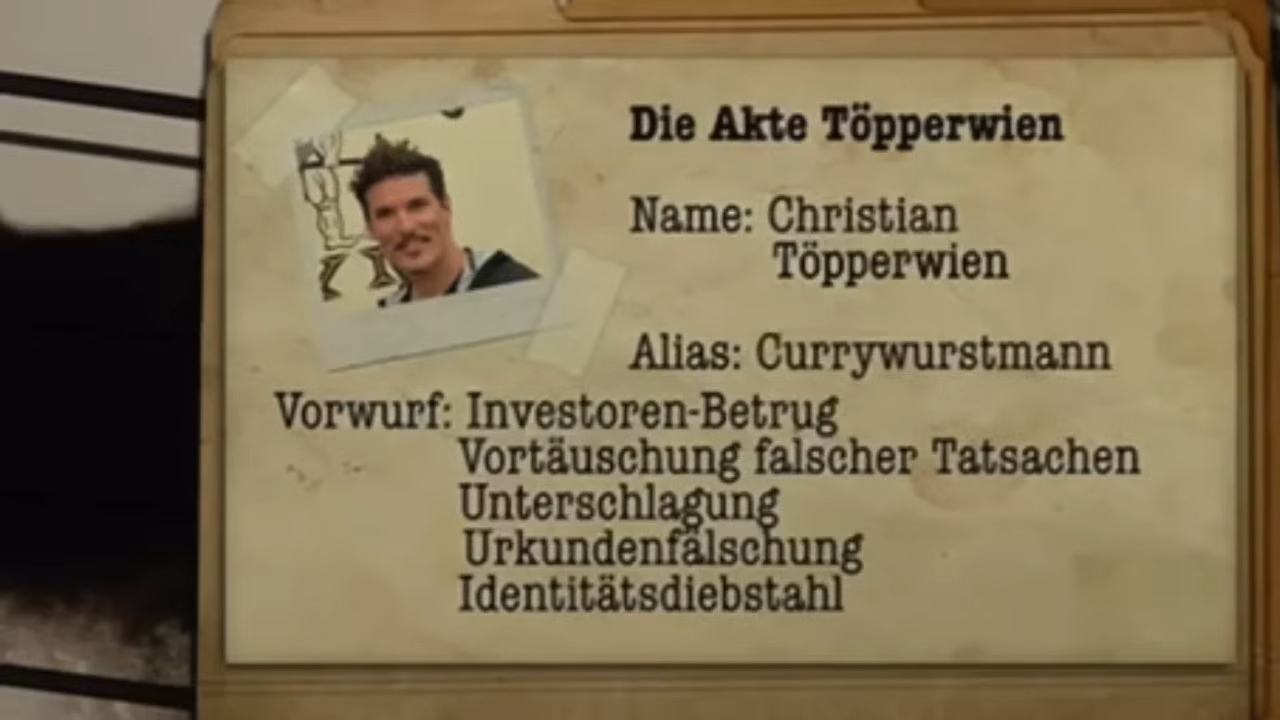 Die Akte Töpperwien
Name: Christian
Töpperwien
Alias: Currywurstmann
Vorwurf: Investoren-Betrug
Vortäuschung falscher Tatsachen
Unterschlagung
Urkundenfälschung
Identitätsdiebstahl